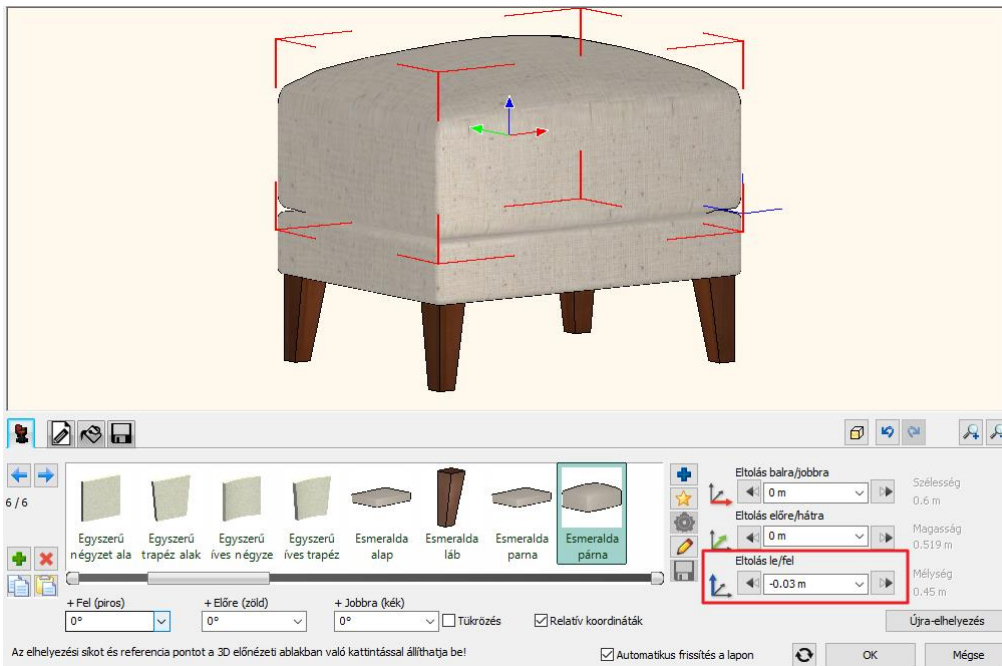 6 / 6
Egyszerű négyzet ala
Egyszerű trapéz alak
Egyszerű íves négyze
Egyszerű íves trapéz
Esmeralda alap
Esmeralda láb
Esmeralda parna
Esmeralda párna
Eltolás balra/jobbra
0 m
Szélesség
0.6 m
Eltolás előre/hátra
0 m
Magasság
0.519 m
Eltolás le/fel
-0.03 m
Mélység
0.45 m
+ Fel (piros)
0°
+ Előre (zöld)
0°
+ Jobbra (kék)
0°
Tükrözés
Relatív koordináták
Újra-elhelyezés
Az elhelyezési síkot és referencia pontot a 3D előnézeti ablakban való kattintással állíthatja be!
Automatikus frissítés a lapon
OK
Mégse